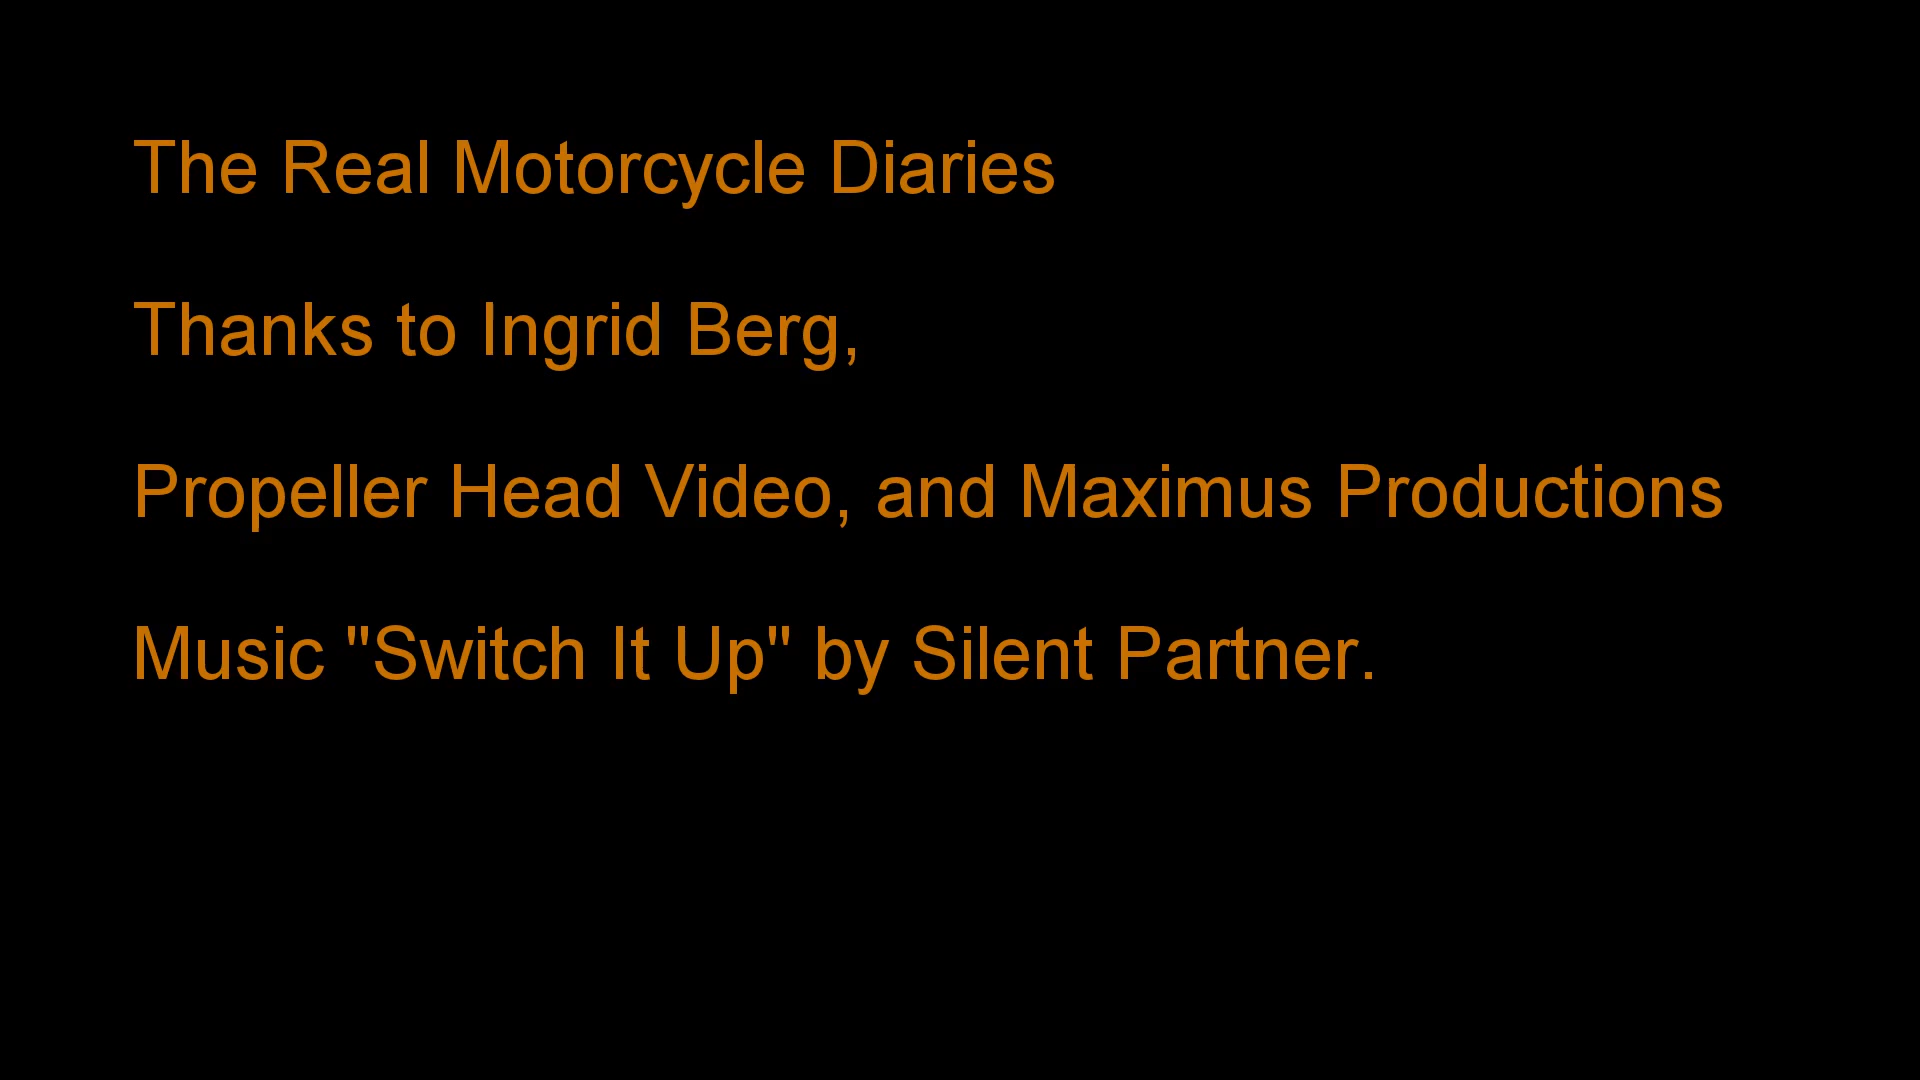 The Real Motorcycle Diaries
Thanks to Ingrid Berg,
Propeller Head Video, and Maximus Productions
Music "Switch It Up" by Silent Partner.